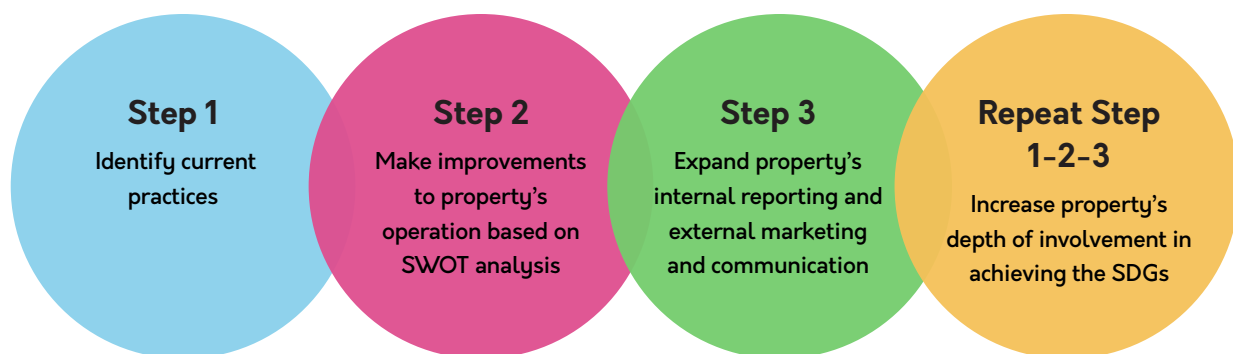 Step 1
Identify current
practices
Step 2
Make improvements
to property's
operation based on
SWOT analysis
Step 3
Expand property's
internal reporting and
external marketing
and communication
Repeat Step
1-2-3
Increase property's
depth of involvement in
achieving the SDGs